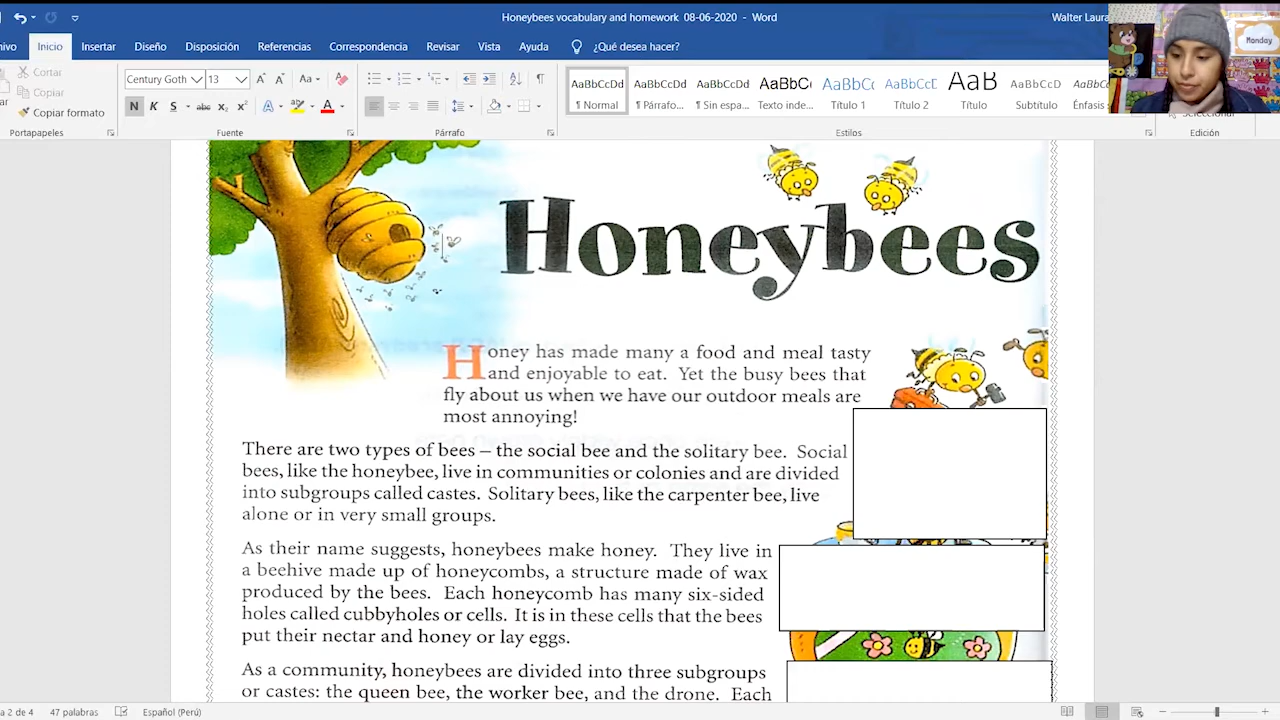 Honeybees vocabulary and homework 08-06-2020 - Word
Walter Laura
Inicio Insertar Diseño Disposición Referencias Correspondencia Revisar Vista Ayuda ¿Qué desea hacer?
Monday
Cortar
Copiar
Copiar formato
Portapapeles
Century Goth 13
Aa
N K S abc x₂ x² A A
Fuente
Párrafo
AaBbCcDd AaBbCcDd AaBbCcDd AaBbC AaBbC AaBbCcD AaB AaBbCcD
¶ Normal ¶ Párrafo... ¶ Sin espa... Texto inde... Título 1 Título 2 Título Subtítulo Énfasis
Estilos
Seleccionar
Edición
Honeybees
Honey has made many a food and meal tasty
and enjoyable to eat. Yet the busy bees that
fly about us when we have our outdoor meals are
most annoying!
There are two types of bees – the social bee and the solitary bee. Social
bees, like the honeybee, live in communities or colonies and are divided
into subgroups called castes. Solitary bees, like the carpenter bee, live
alone or in very small groups.
As their name suggests, honeybees make honey. They live in
a beehive made up of honeycombs, a structure made of wax
produced by the bees. Each honeycomb has many six-sided
holes called cubbyholes or cells. It is in these cells that the bees
put their nectar and honey or lay eggs.
As a community, honeybees are divided into three subgroups
or castes: the queen bee, the worker bee, and the drone. Each
a 2 de 4 47 palabras Español (Perú)